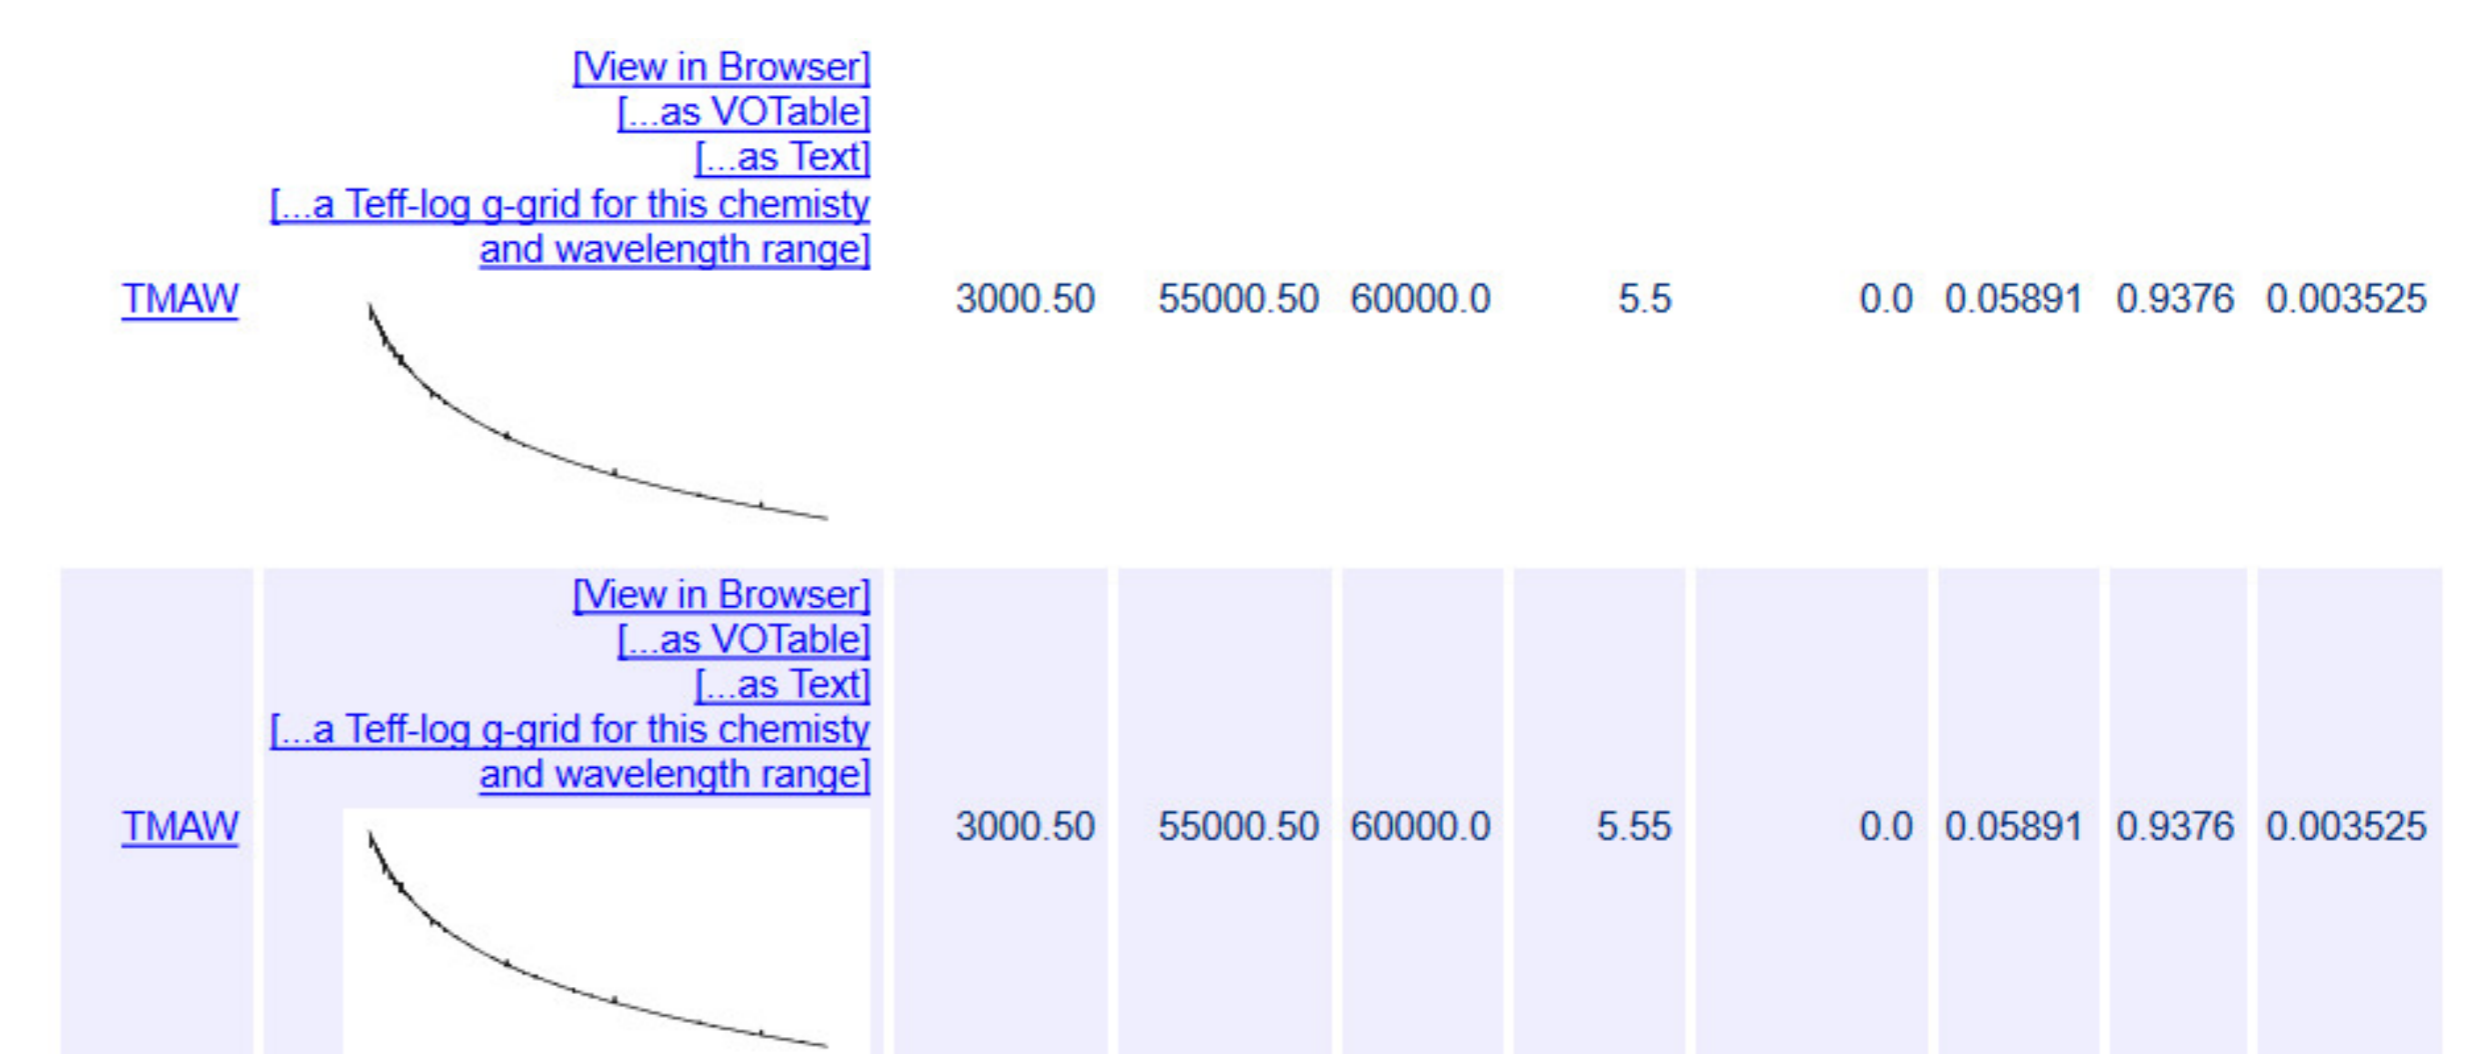 [View in Browser]
[...as VOTable]
[...as Text]
[...a Teff-log g-grid for this chemisty
and wavelength range]
TMAW 3000.50 55000.50 60000.0 5.5 0.0 0.05891 0.9376 0.003525
[View in Browser]
[...as VOTable]
[...as Text]
[...a Teff-log g-grid for this chemisty
and wavelength range]
TMAW 3000.50 55000.50 60000.0 5.55 0.0 0.05891 0.9376 0.003525